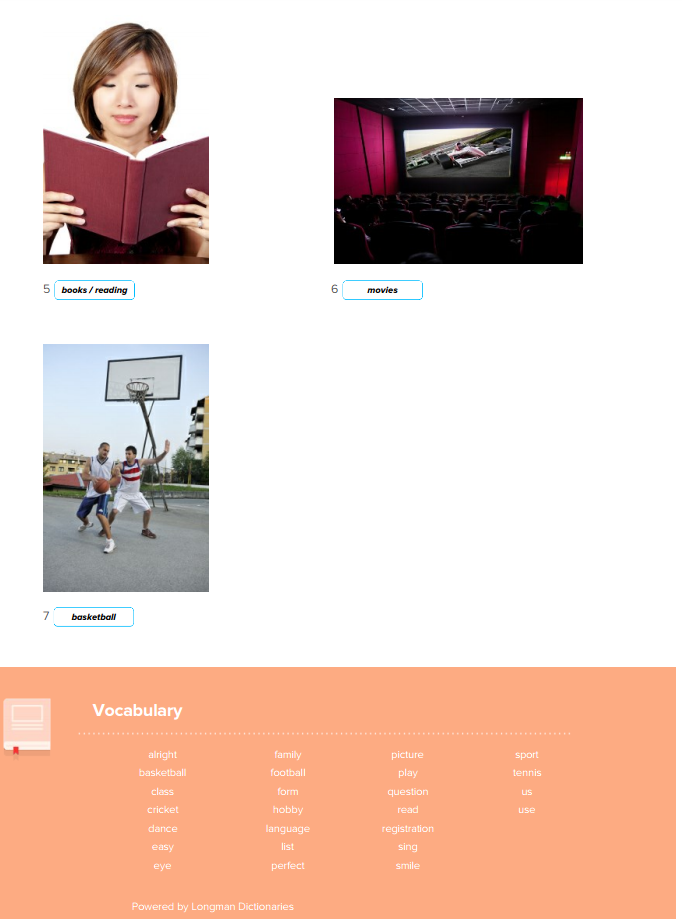 5 books / reading
6 movies
7 basketball
Vocabulary
alright family picture sport
basketball football play tennis
class form question us
cricket hobby read use
dance language registration
easy list sing
eye perfect smile
Powered by Longman Dictionaries